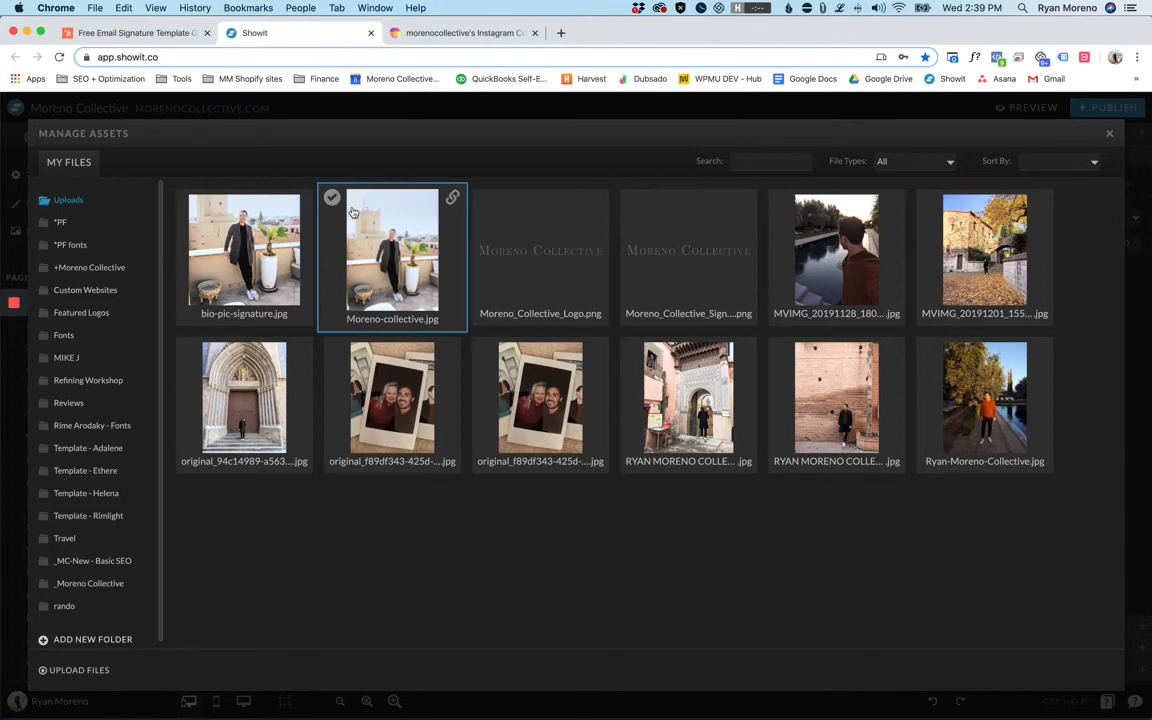 Chrome File Edit View History Bookmarks People Tab Window Help
H -:-- Wed 2:39 PM Ryan Moreno
Free Email Signature Template G
Showit
morenocollective's Instagram Co
app.showit.co
Apps SEO + Optimization Tools MM Shopify sites Finance Moreno Collective... QuickBooks Self-E... Harvest Dubsado WPMU DEV - Hub Google Docs Google Drive Showit Asana Gmail
Moreno Collective MORENOCOLLECTIVE.COM PREVIEW PUBLISH
MANAGE ASSETS
MY FILES
Search: File Types: All Sort By:
Uploads
*PF
*PF fonts
+Moreno Collective
Custom Websites
Featured Logos
Fonts
MIKE J
Refining Workshop
Reviews
Rime Arodaky - Fonts
Template - Adalene
Template - Ethere
Template - Helena
Template - Rimlight
Travel
_MC-New - Basic SEO
_Moreno Collective
rando
ADD NEW FOLDER
UPLOAD FILES
MORENO COLLECTIVE
MORENO COLLECTIVE
bio-pic-signature.jpg
Moreno-collective.jpg
Moreno_Collective_Logo.png
Moreno_Collective_Sign....png
MVIMG_20191128_180... .jpg
MVIMG_20191201_155....jpg
original_94c14989-a563....jpg
original_f89df343-425d-....jpg
original_f89df343-425d-....jpg
RYAN MORENO COLLE... .jpg
RYAN MORENO COLLE... .jpg
Ryan-Moreno-Collective.jpg
PAGE
Ryan Moreno
GET HELP